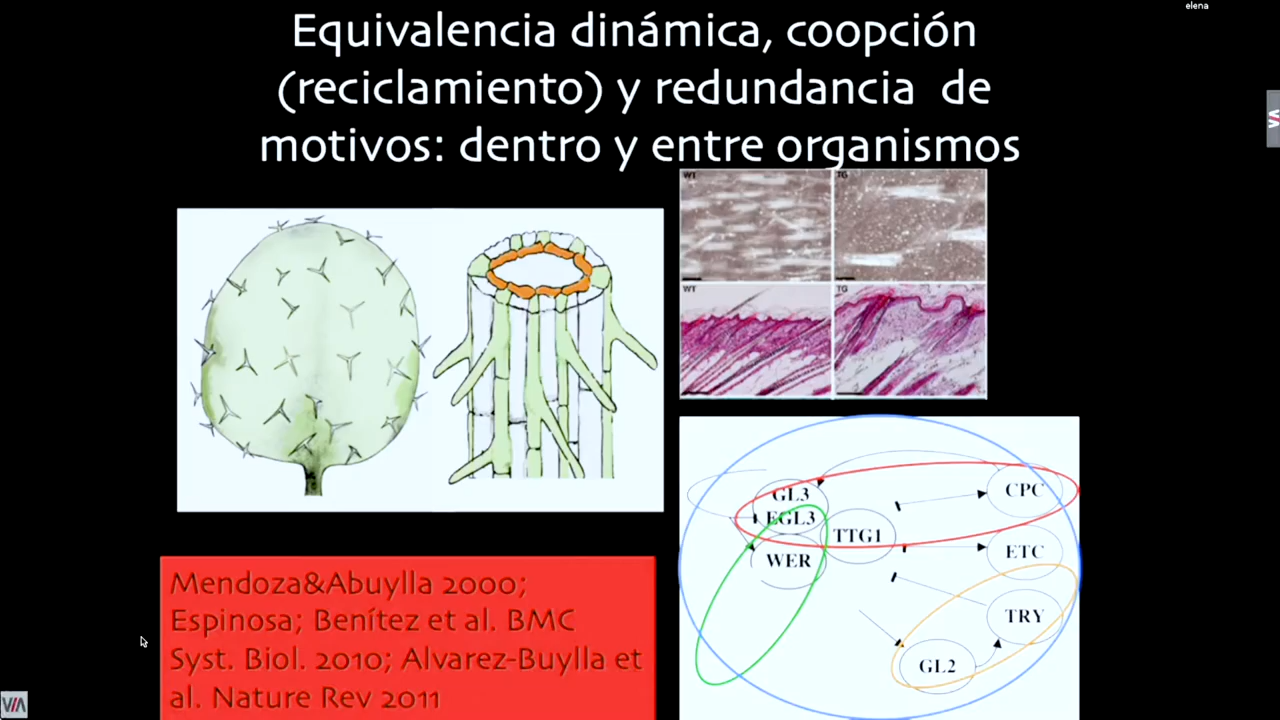 elena
Equivalencia dinámica, coopción
(reciclamiento) y redundancia de
motivos: dentro y entre organismos
WT
TG
WT
TG
GL3
EGL3
TTG1
WER
CPC
ETC
TRY
GL2
Mendoza&Abuylla 2000;
Espinosa; Benítez et al. BMC
Syst. Biol. 2010; Alvarez-Buylla et
al. Nature Rev 2011
VIA